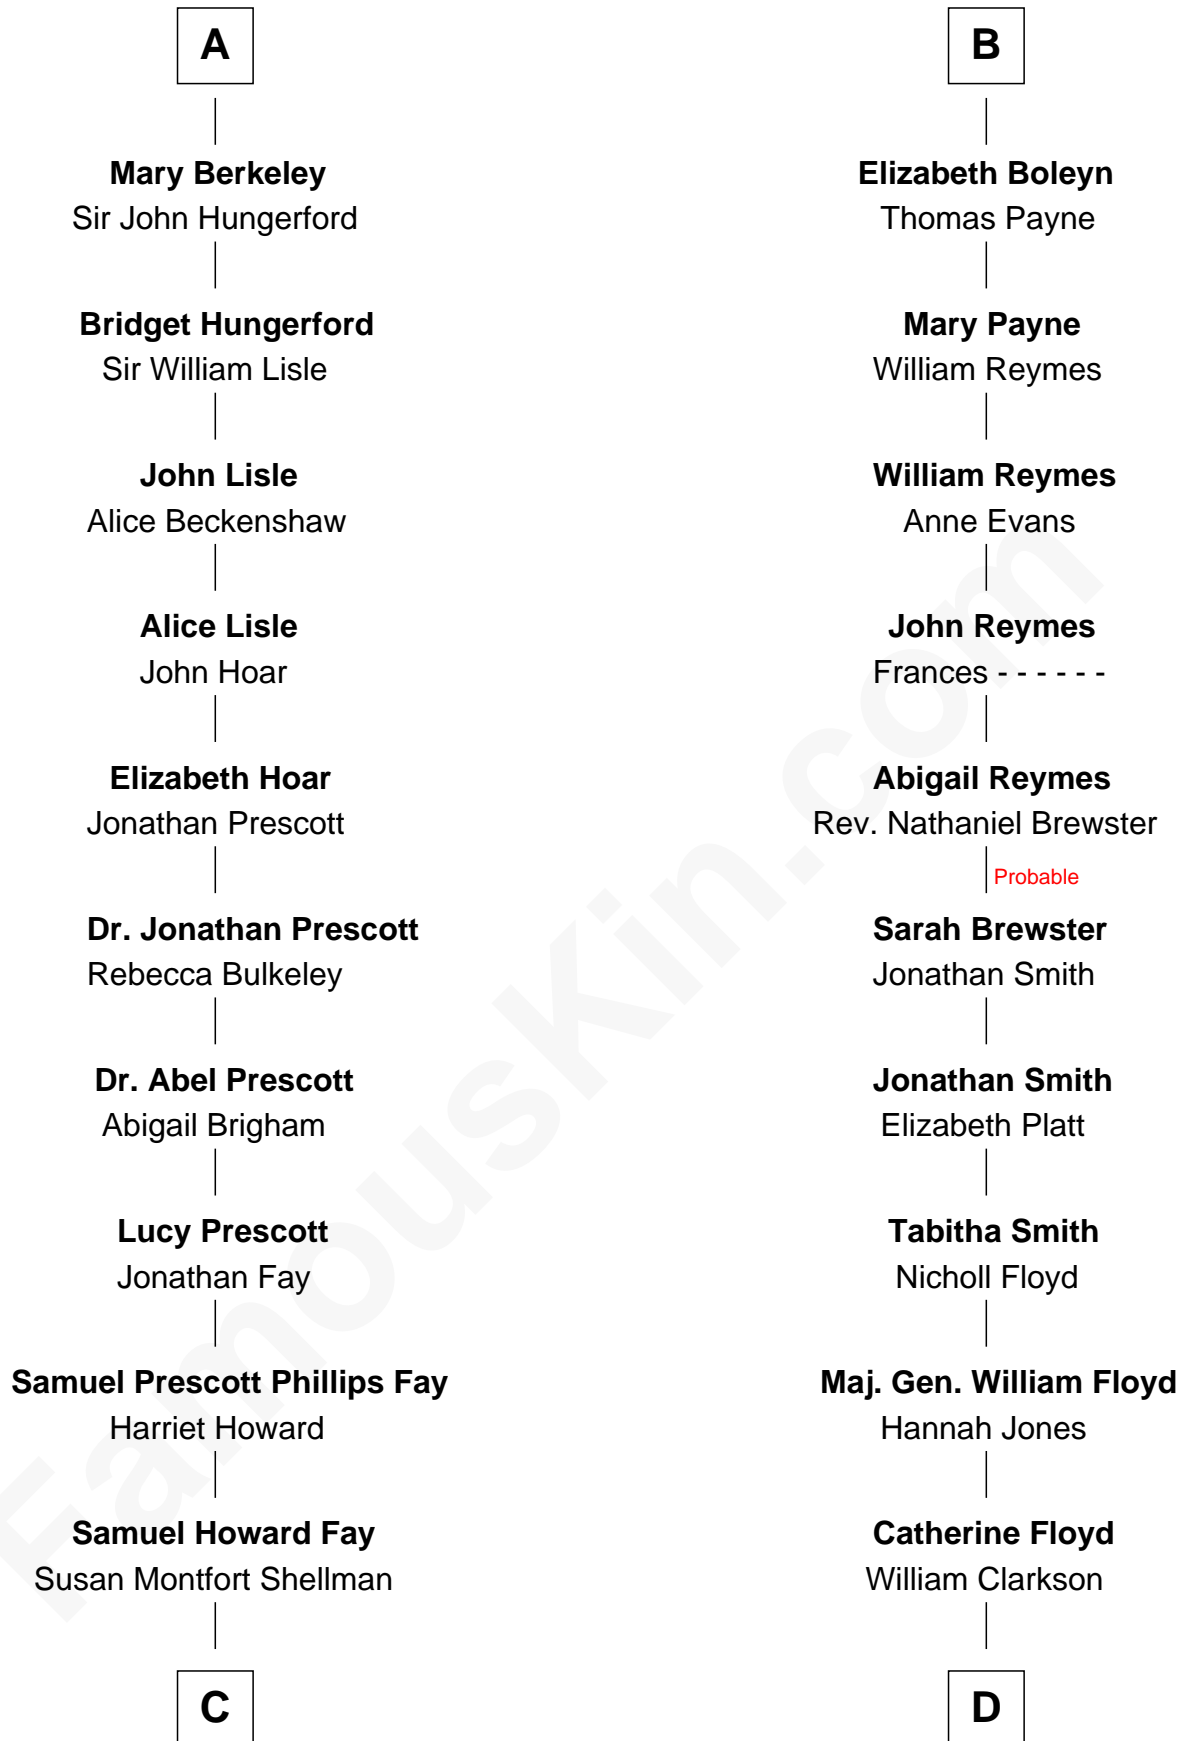 A
Mary Berkeley
Sir John Hungerford
Bridget Hungerford
Sir William Lisle
John Lisle
Alice Beckenshaw
Alice Lisle
John Hoar
Elizabeth Hoar
Jonathan Prescott
Dr. Jonathan Prescott
Rebecca Bulkeley
Dr. Abel Prescott
Abigail Brigham
Lucy Prescott
Jonathan Fay
Samuel Prescott Phillips Fay
Harriet Howard
Samuel Howard Fay
Susan Montfort Shellman
C
B
Elizabeth Boleyn
Thomas Payne
Mary Payne
William Reymes
William Reymes
Anne Evans
John Reymes
Frances - - - - - -
Abigail Reymes
Rev. Nathaniel Brewster
Probable
Sarah Brewster
Jonathan Smith
Jonathan Smith
Elizabeth Platt
Tabitha Smith
Nicholl Floyd
Maj. Gen. William Floyd
Hannah Jones
Catherine Floyd
William Clarkson
D
FamousKin.com